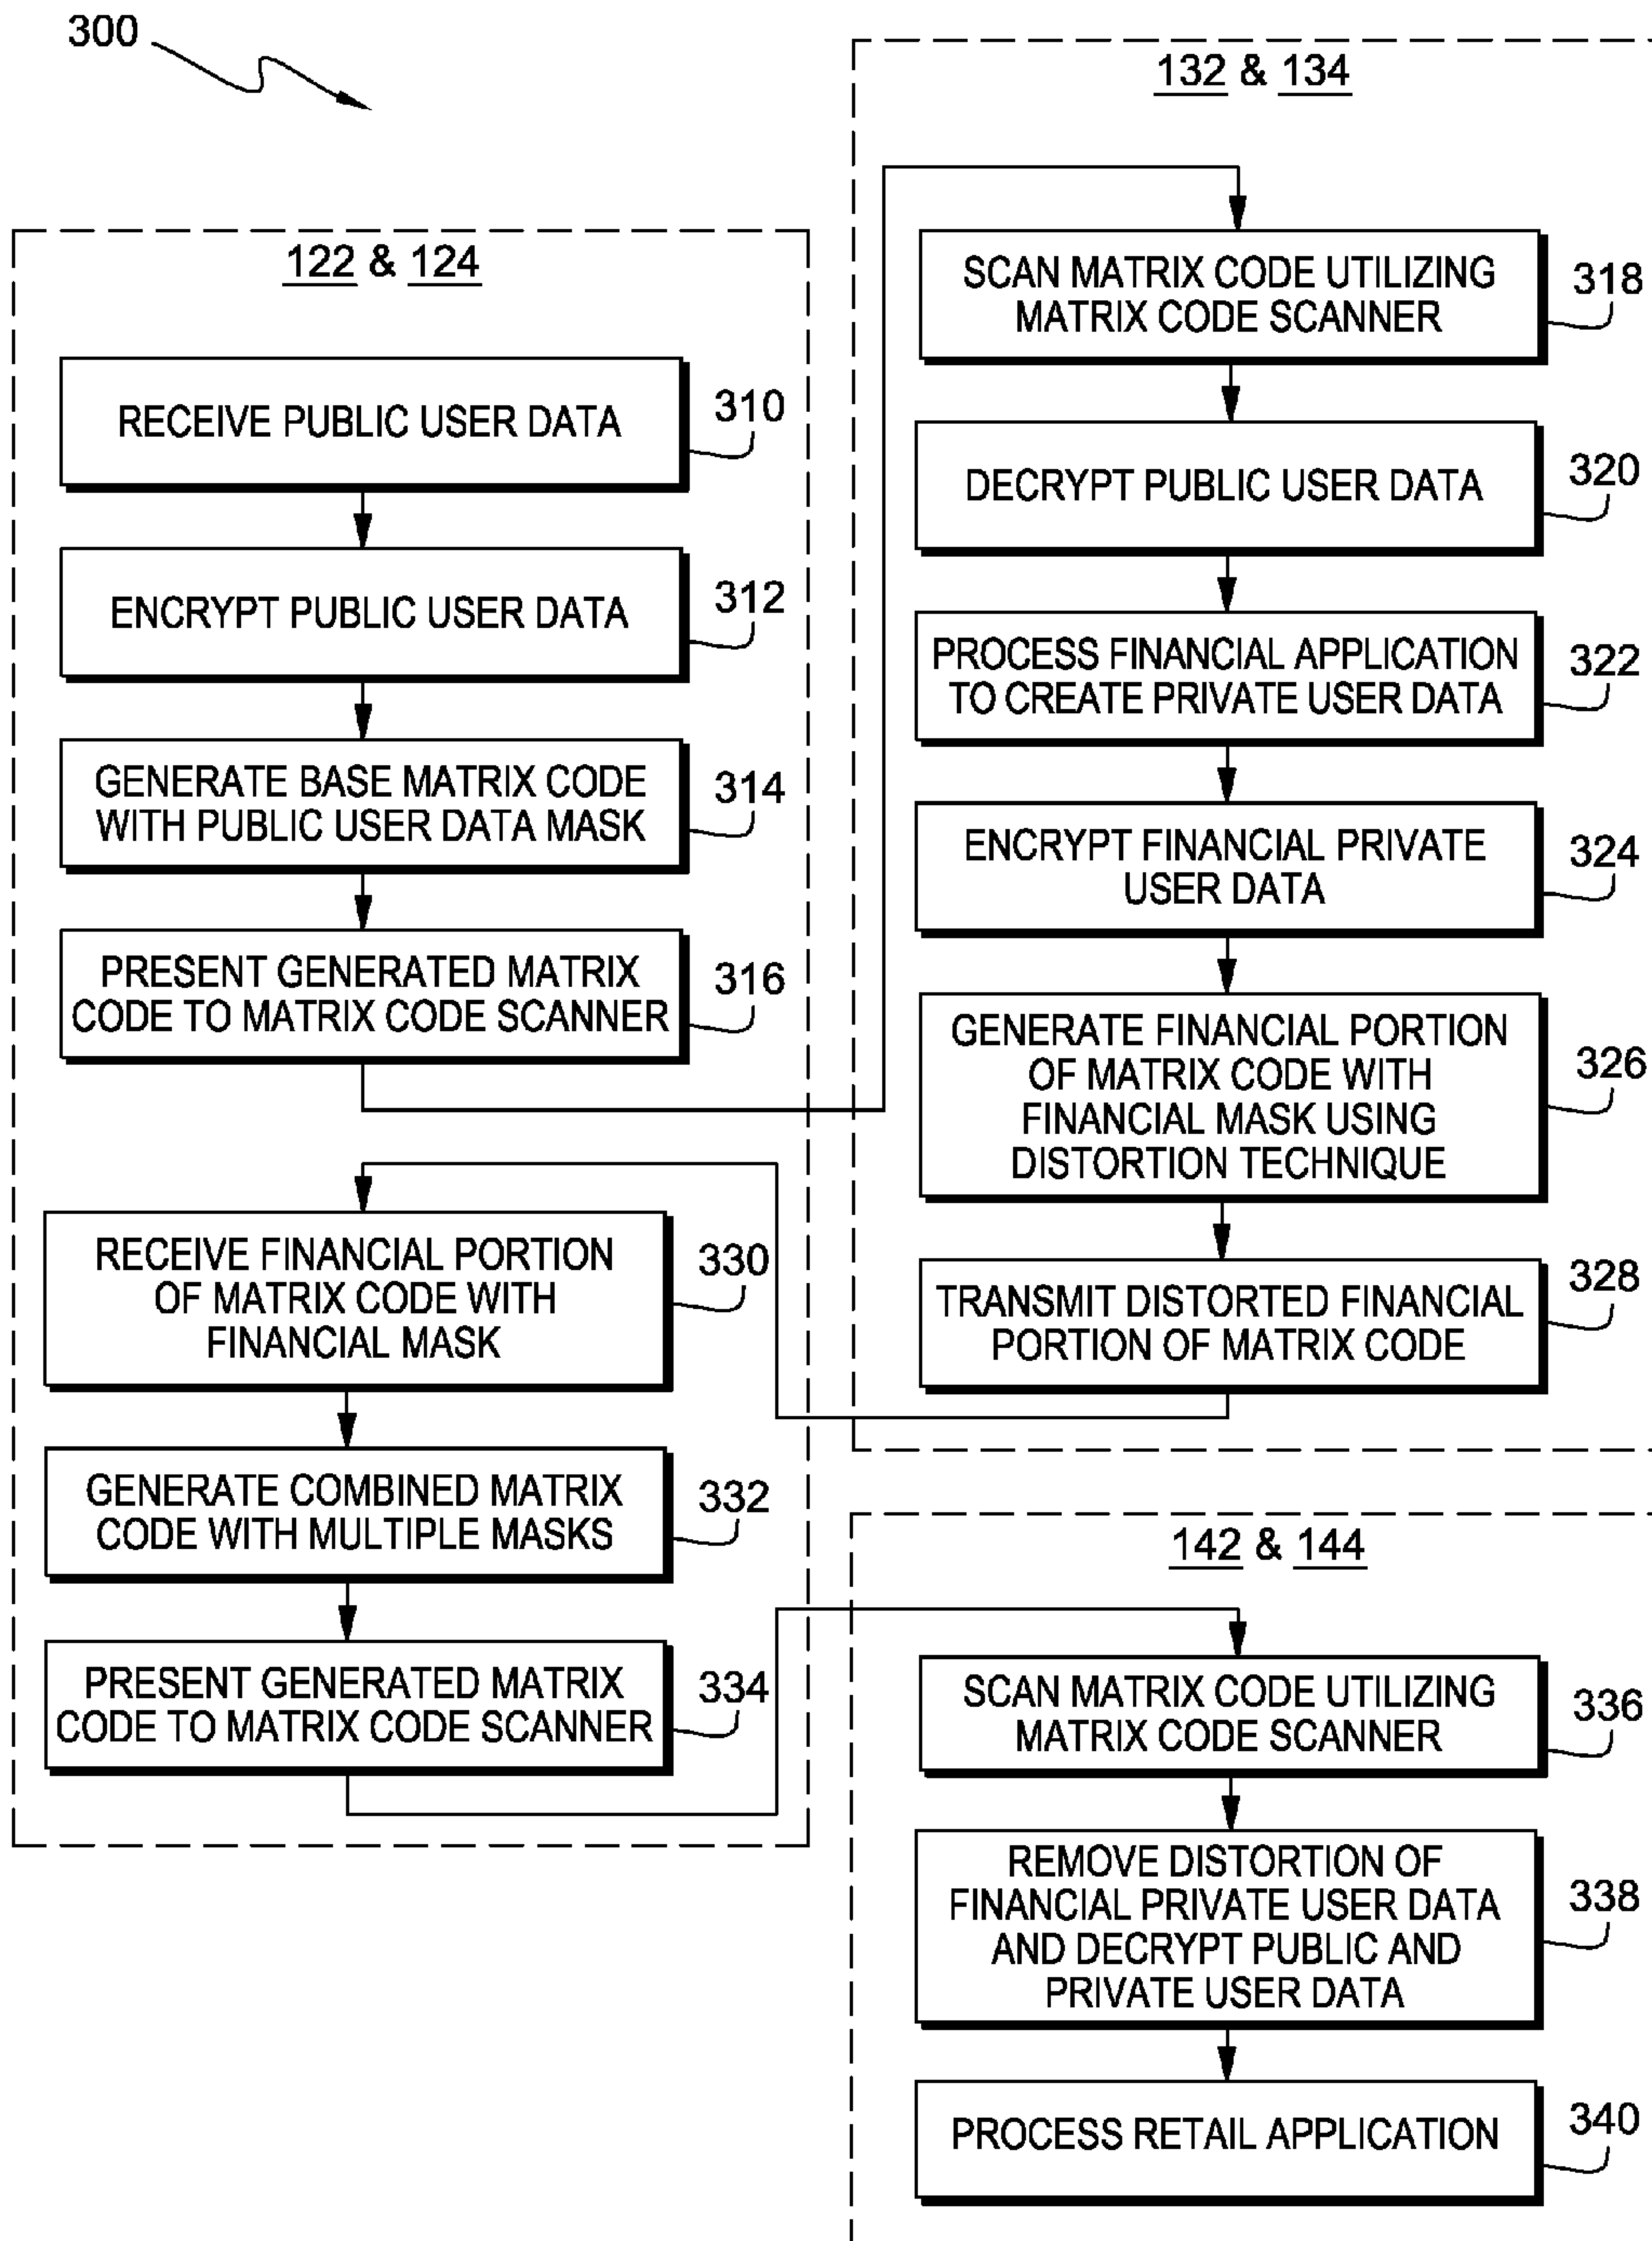 300
122 & 124
RECEIVE PUBLIC USER DATA
310
ENCRYPT PUBLIC USER DATA
312
GENERATE BASE MATRIX CODE
WITH PUBLIC USER DATA MASK
314
PRESENT GENERATED MATRIX
CODE TO MATRIX CODE SCANNER
316
132 & 134
SCAN MATRIX CODE UTILIZING
MATRIX CODE SCANNER
318
DECRYPT PUBLIC USER DATA
320
PROCESS FINANCIAL APPLICATION
TO CREATE PRIVATE USER DATA
322
ENCRYPT FINANCIAL PRIVATE
USER DATA
324
GENERATE FINANCIAL PORTION
OF MATRIX CODE WITH
FINANCIAL MASK USING
DISTORTION TECHNIQUE
326
TRANSMIT DISTORTED FINANCIAL
PORTION OF MATRIX CODE
328
RECEIVE FINANCIAL PORTION
OF MATRIX CODE WITH
FINANCIAL MASK
330
GENERATE COMBINED MATRIX
CODE WITH MULTIPLE MASKS
332
PRESENT GENERATED MATRIX
CODE TO MATRIX CODE SCANNER
334
142 & 144
SCAN MATRIX CODE UTILIZING
MATRIX CODE SCANNER
336
REMOVE DISTORTION OF
FINANCIAL PRIVATE USER DATA
AND DECRYPT PUBLIC AND
PRIVATE USER DATA
338
PROCESS RETAIL APPLICATION
340